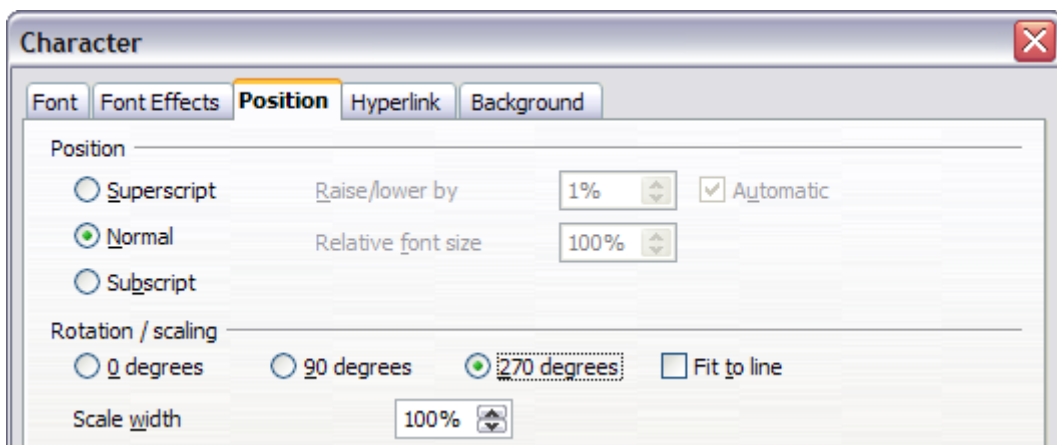 Character
Font Font Effects Position Hyperlink Background
Position
Superscript Raise/lower by 1% Automatic
Normal Relative font size 100%
Subscript
Rotation / scaling
0 degrees 90 degrees 270 degrees Fit to line
Scale width 100%